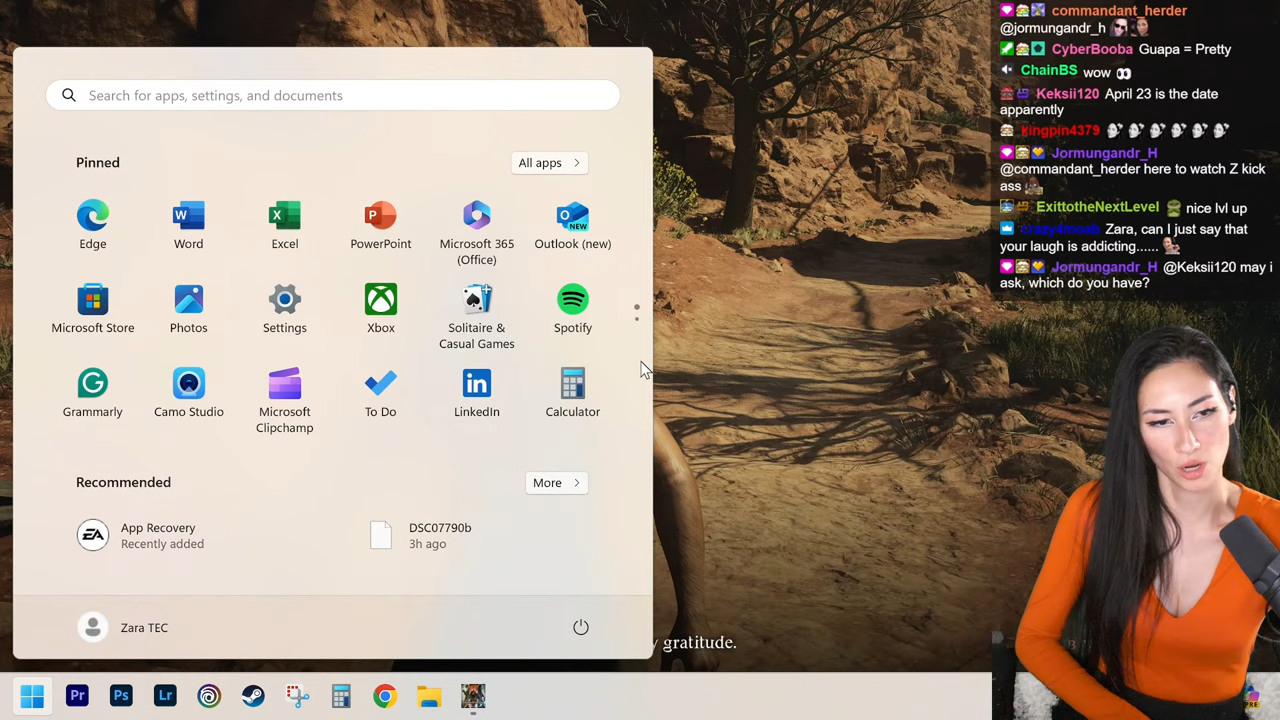 Search for apps, settings, and documents
Pinned
All apps
Edge
Word
Excel
PowerPoint
Microsoft 365
(Office)
Outlook (new)
Microsoft Store
Photos
Settings
Xbox
Solitaire &
Casual Games
Spotify
Grammarly
Camo Studio
Microsoft
Clipchamp
To Do
LinkedIn
Calculator
Recommended
More
App Recovery
Recently added
DSC07790b
3h ago
Zara TEC
gratitude.
commandant_herder
@jormungandr_h
CyberBooba Guapa = Pretty
ChainBS wow
Keksii120 April 23 is the date
apparently
kingpin4379
Jormungandr_H
@commandant_herder here to watch Z kick
ass
ExittotheNextLevel nice lvl up
Zara, can I just say that
your laugh is addicting......
Jormungandr_H @Keksii120 may i
ask, which do you have?